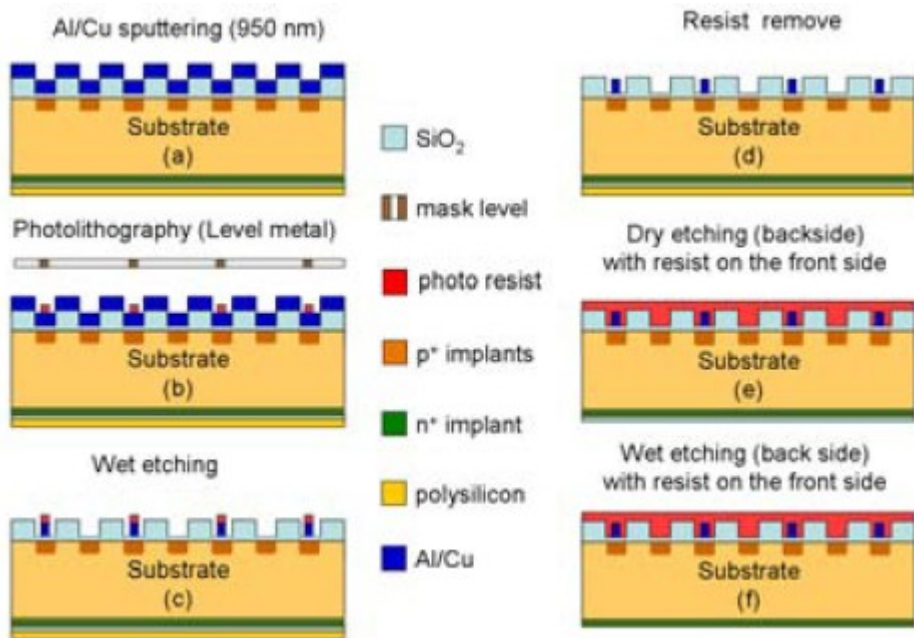 Al/Cu sputtering (950 nm)
Substrate
(a)
Photolithography (Level metal)
Substrate
(b)
Wet etching
Substrate
(c)
SiO₂
mask level
photo resist
p⁺ implants
n⁺ implant
polysilicon
Al/Cu
Resist remove
Substrate
(d)
Dry etching (backside)
with resist on the front side
Substrate
(e)
Wet etching (back side)
with resist on the front side
Substrate
(f)